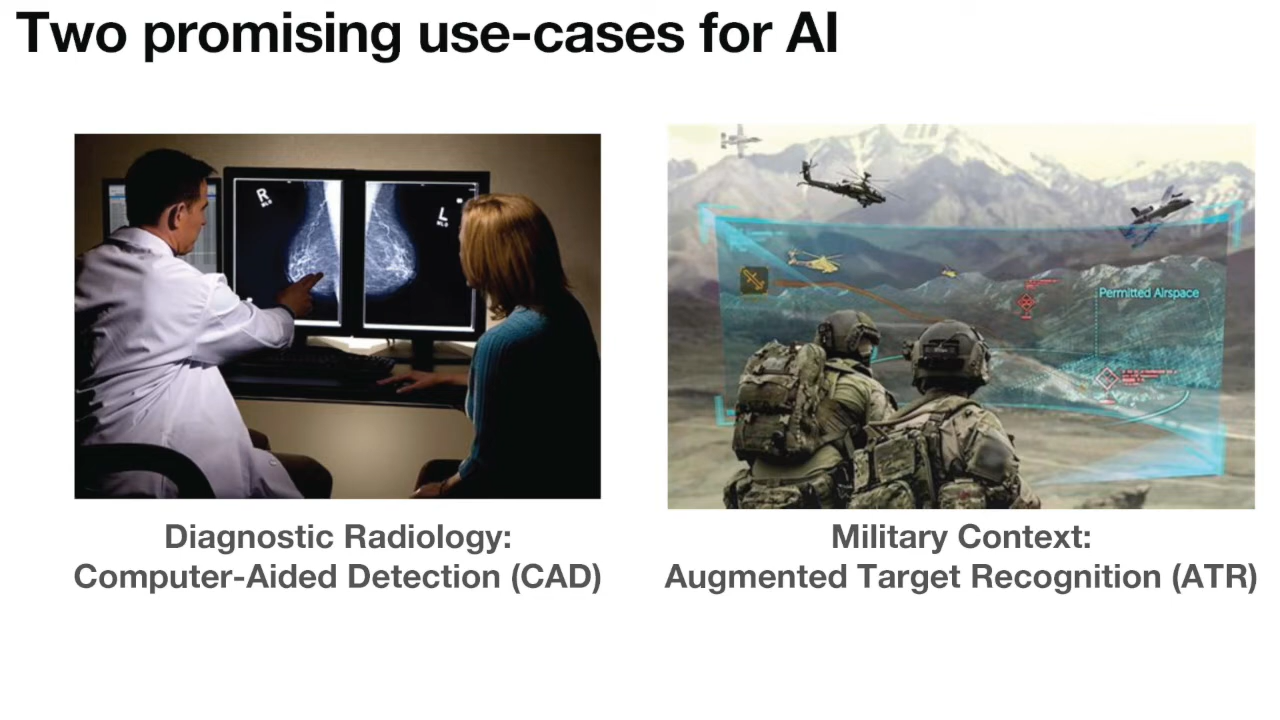 Two promising use-cases for AI
R
L
Permitted Airspace
Diagnostic Radiology:
Computer-Aided Detection (CAD)
Military Context:
Augmented Target Recognition (ATR)